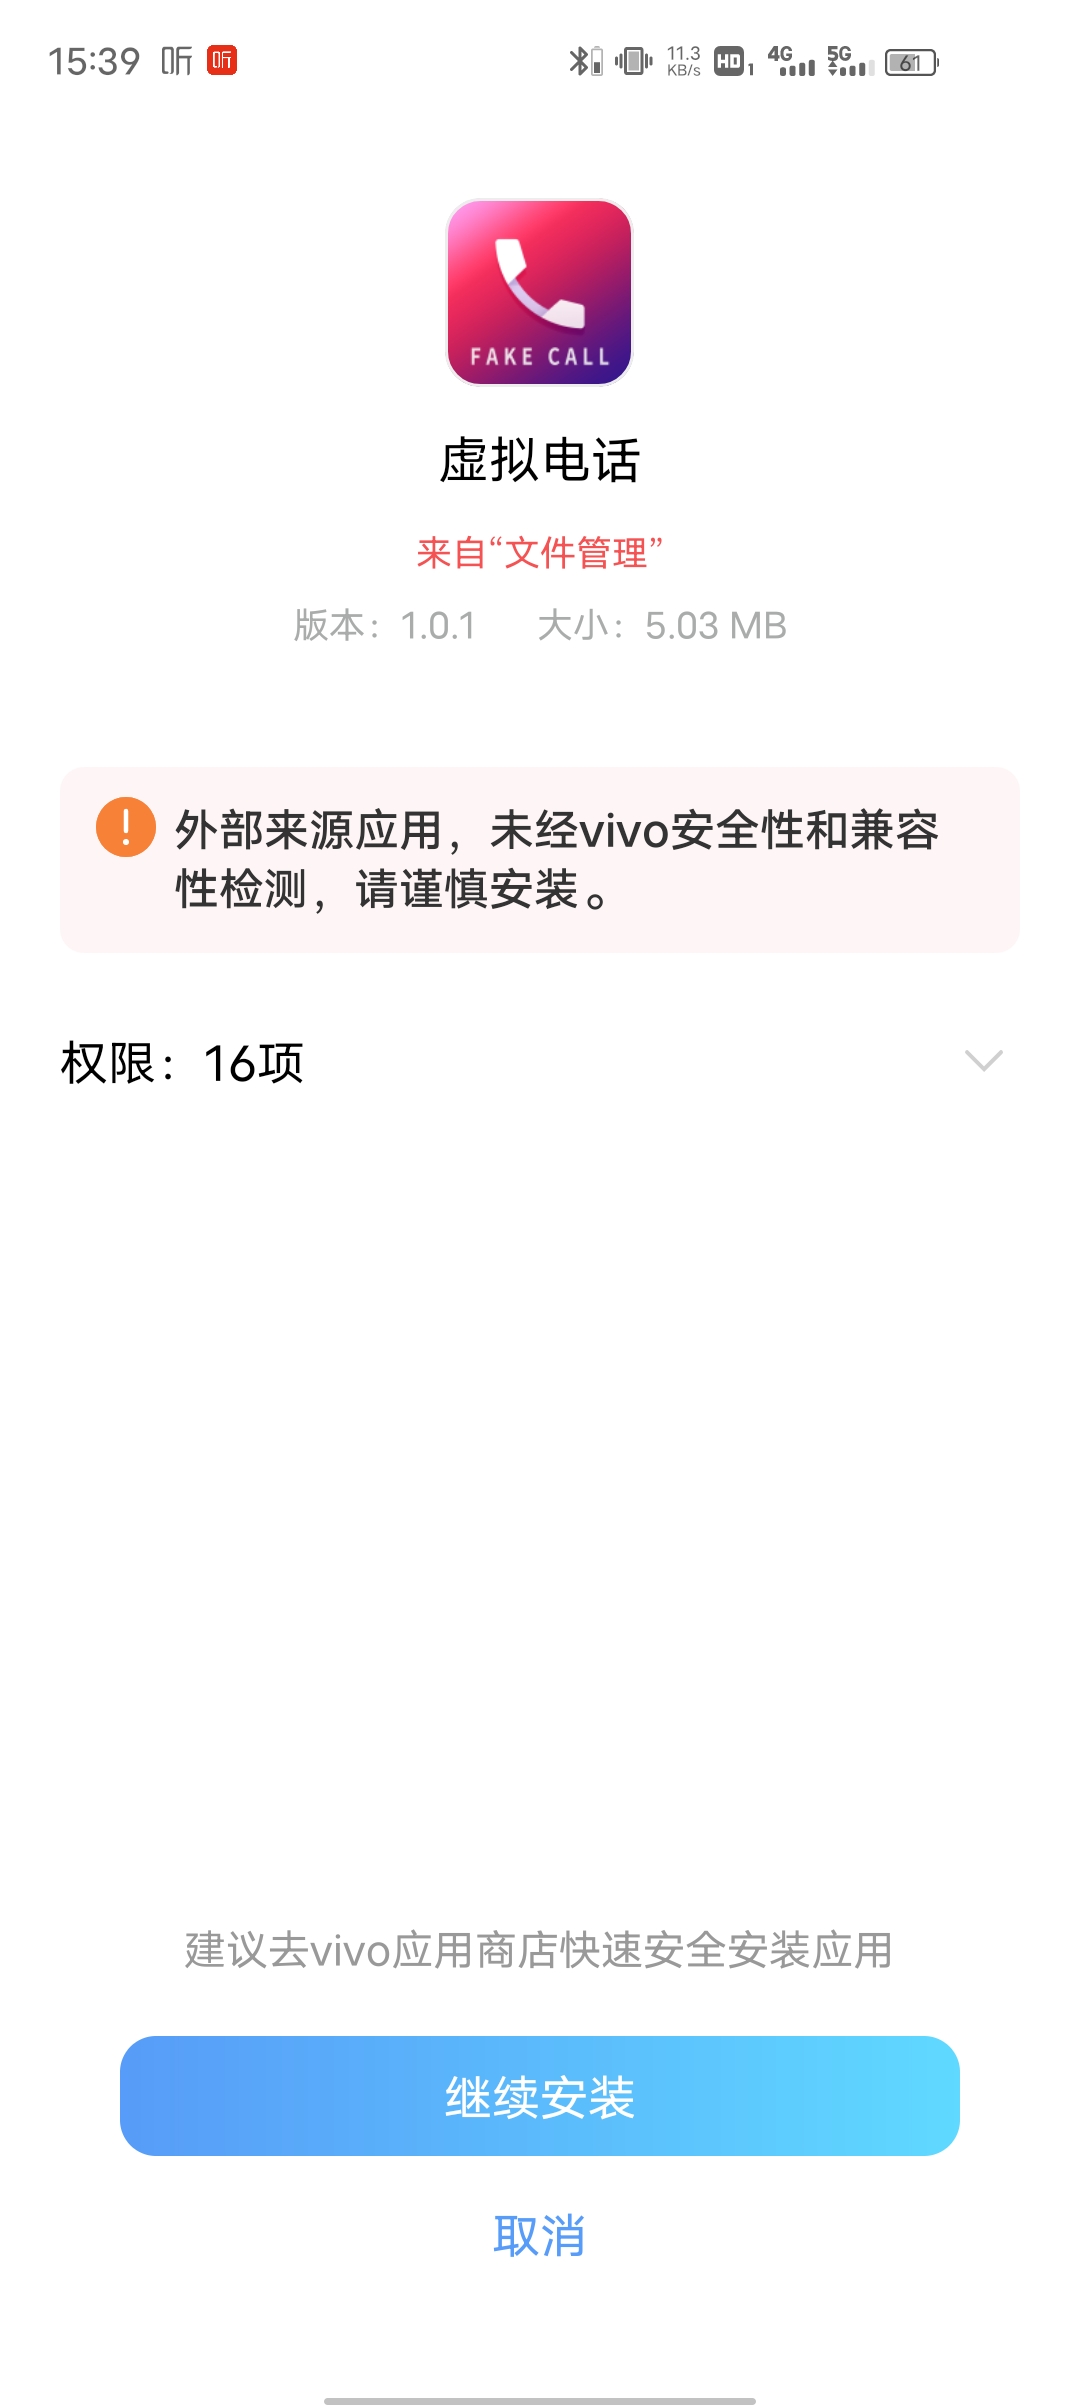 15:39 听 听 11.3 KB/s HD 1 4G 5G 61
FAKE CALL
虚拟电话
来自“文件管理”
版本：1.0.1 大小：5.03 MB
外部来源应用，未经vivo安全性和兼容
性检测，请谨慎安装。
权限：16项
建议去vivo应用商店快速安全安装应用
继续安装
取消